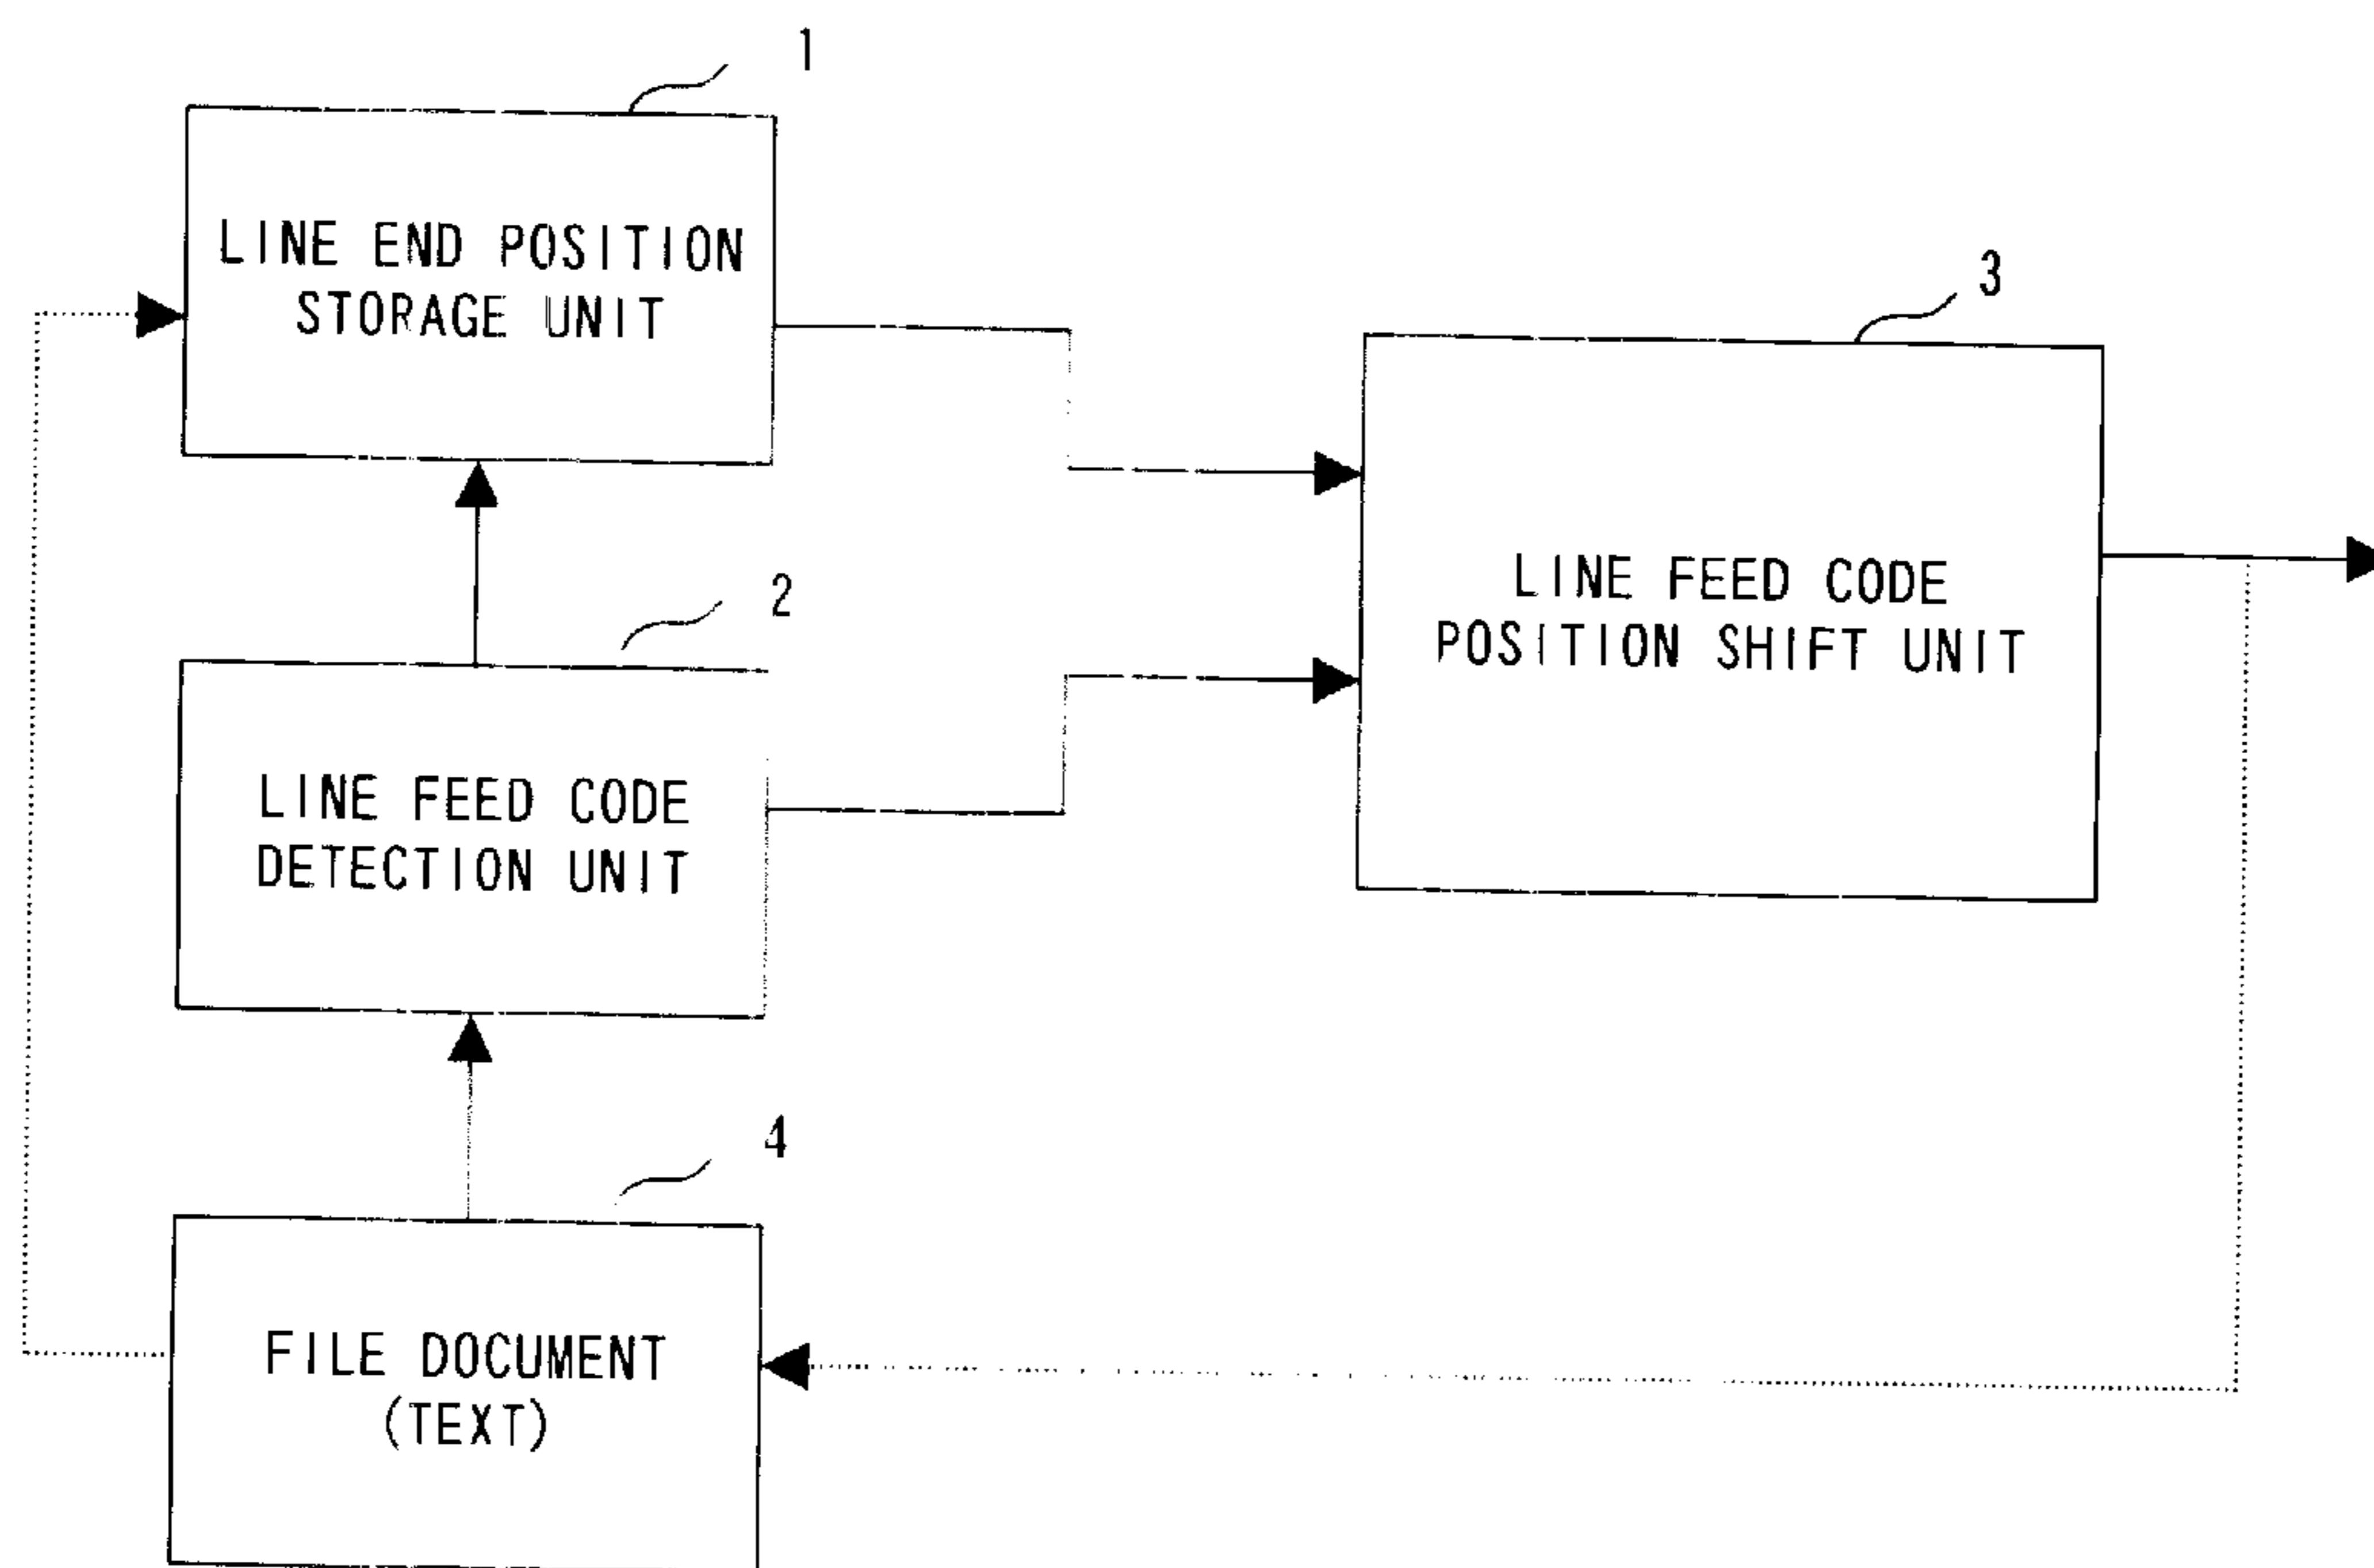 1
LINE END POSITION
STORAGE UNIT
3
LINE FEED CODE
POSITION SHIFT UNIT
2
LINE FEED CODE
DETECTION UNIT
4
FILE DOCUMENT
(TEXT)